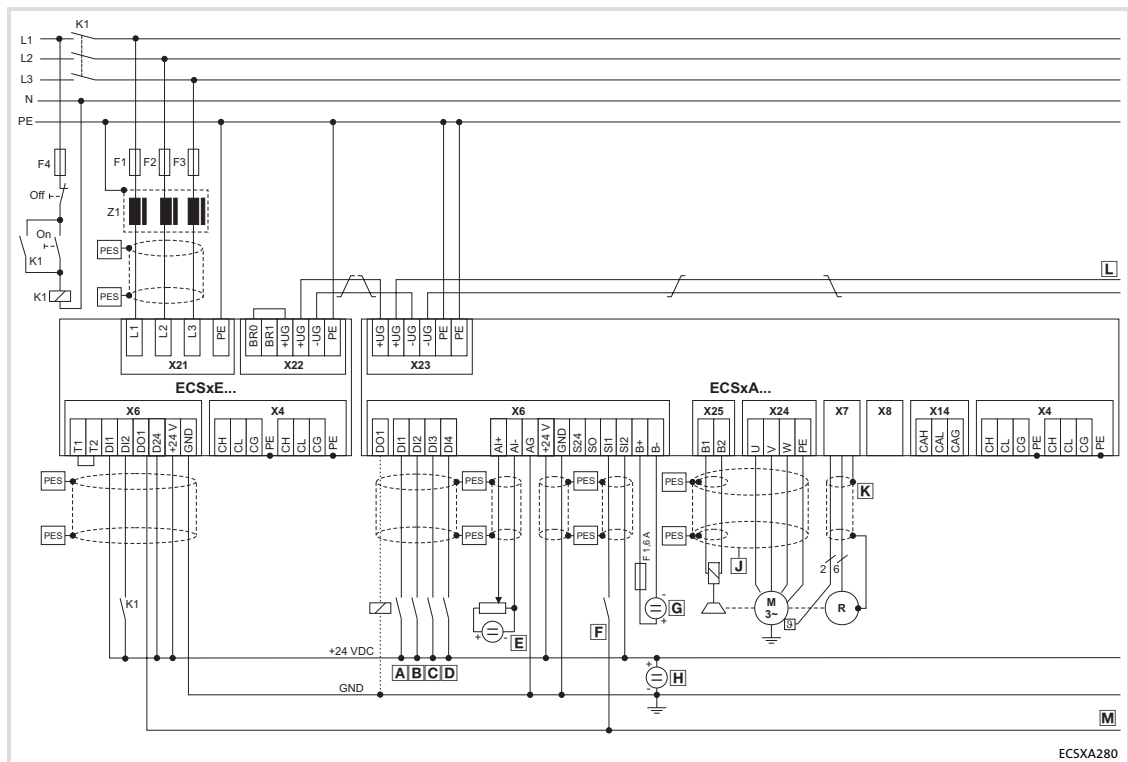 K1
L1
L2
L3
N
PE
PE
F4
F1 F2 F3
Off
Z1
On
K1
PES
PES
K1
L
L1 L2 L3 PE
X21
BR0 BR1 +UG +UG -UG PE
X22
+UG +UG -UG -UG PE PE
X23
ECSxE...
ECSxA...
X6
T1 T2 DI1 DI2 DO1 D24 +24 V GND
X4
CH CL CG PE CH CL CG PE
X6
DO1 DI1 DI2 DI3 DI4 AI+ AI- AG +24 V GND S24 SO SI1 SI2 B+ B-
X25
B1 B2
X24
U V W PE
X7
X8
X14
CAH CAL CAG
X4
CH CL CG PE CH CL CG PE
PES PES PES PES
K
PES PES PES PES
F 1,6 A
J
2 6
K1
G
M
3~
R
ϑ
F
+ -
E
- +
+24 VDC
A B C D
+ -
H
GND
M
ECSXA280